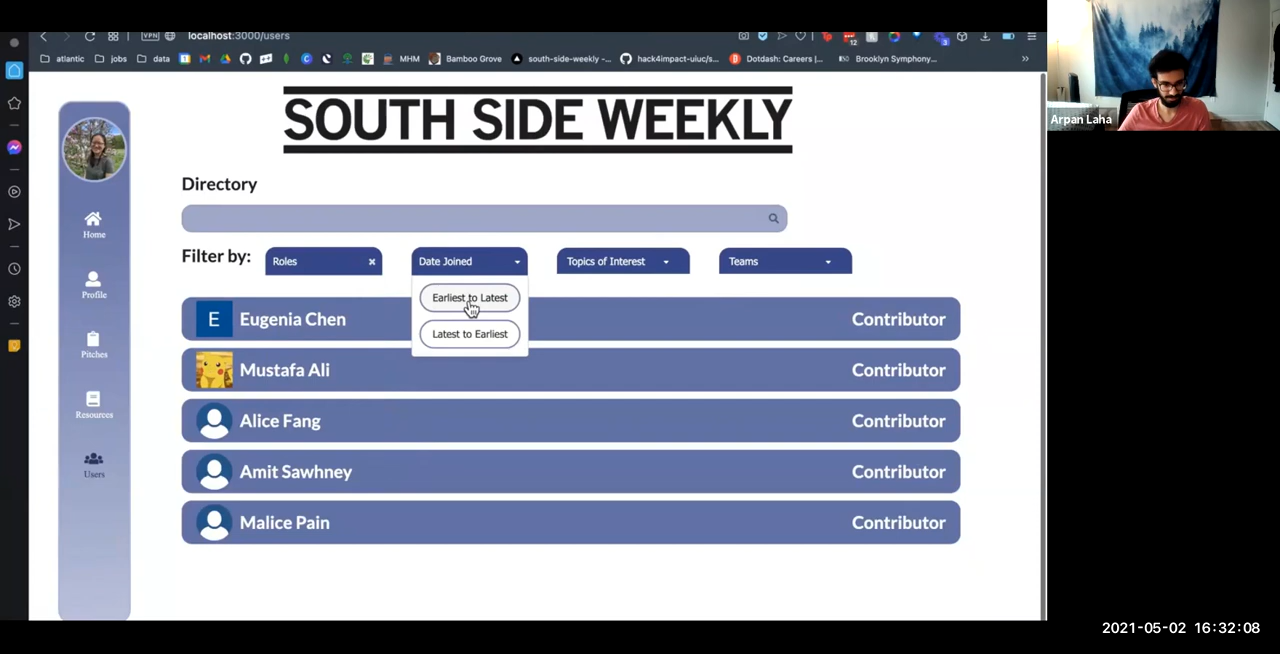 VPN localhost:3000/users
atlantic jobs data MHM Bamboo Grove south-side-weekly -... hack4impact-uiuc/s... Dotdash: Careers |... Brooklyn Symphony...
12
3
Arpan Laha
SOUTH SIDE WEEKLY
Directory
Filter by: Roles Date Joined Topics of Interest Teams
Earliest to Latest
Latest to Earliest
E Eugenia Chen Contributor
Mustafa Ali Contributor
Alice Fang Contributor
Amit Sawhney Contributor
Malice Pain Contributor
Home
Profile
Pitches
Resources
Users
2021-05-02 16:32:08